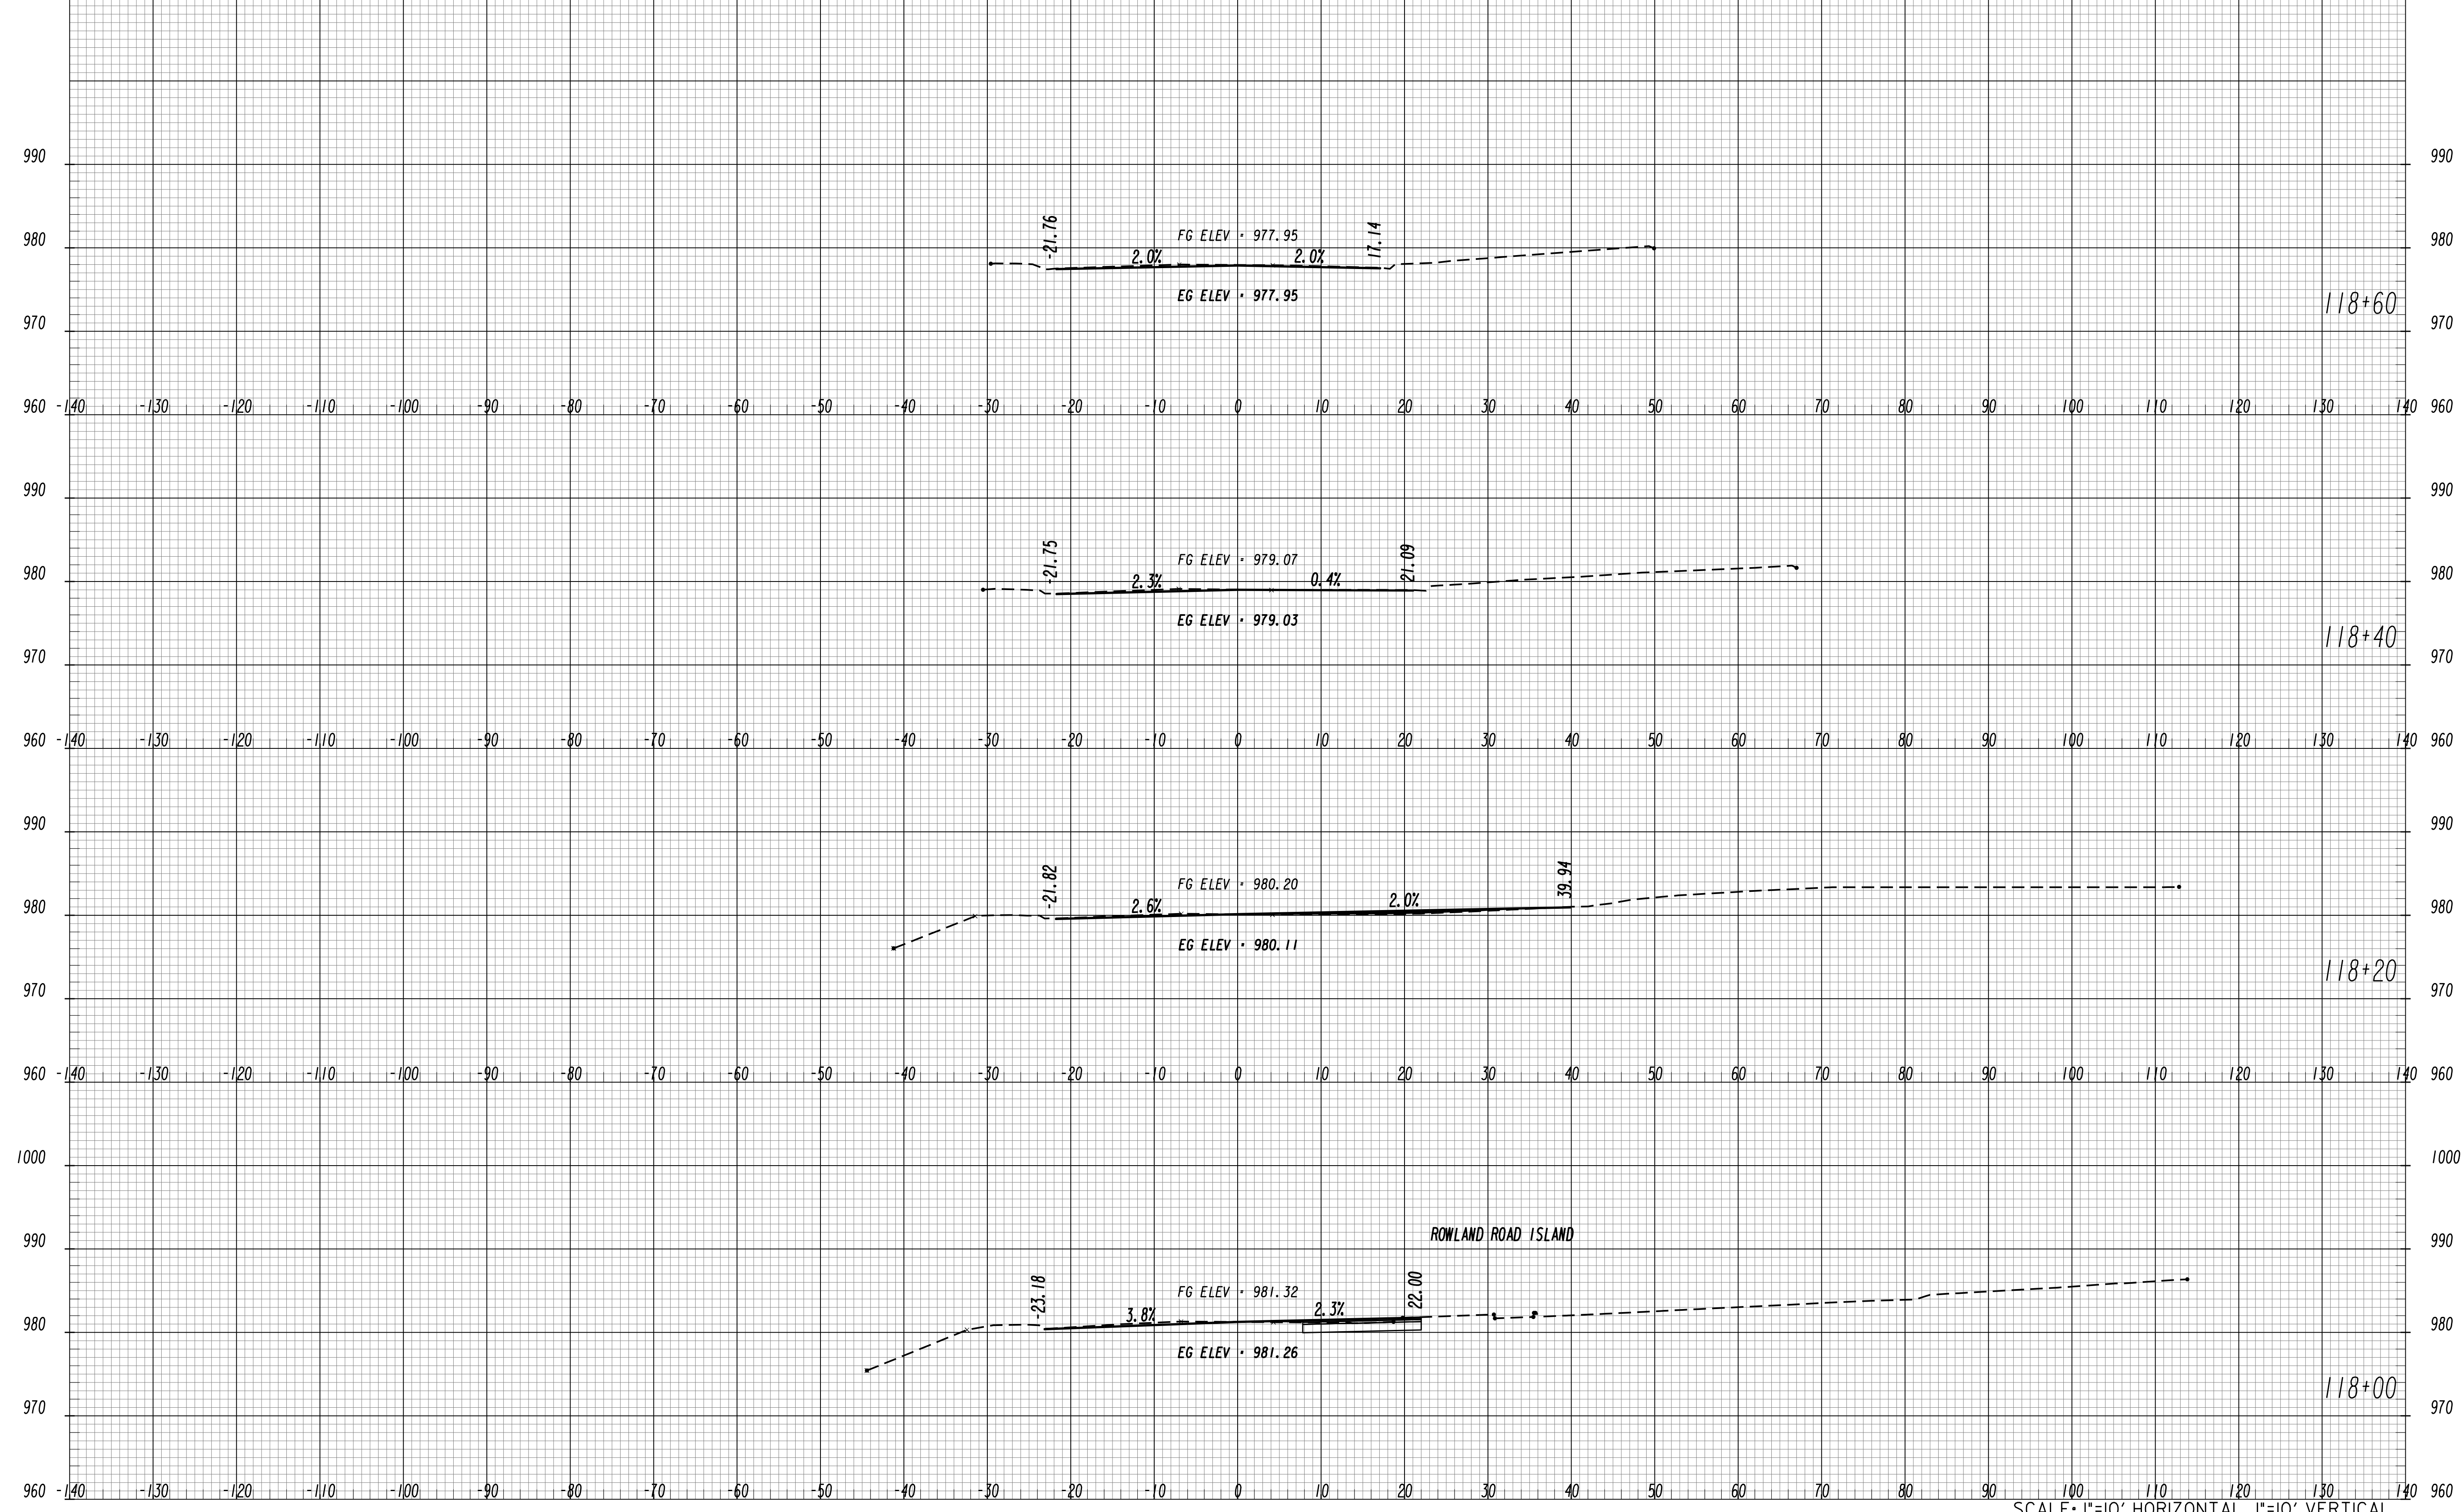 990 990
-21.76 17.14
980 FG ELEV = 977.95 980
2.0% 2.0%
EG ELEV = 977.95
118+60
970 970
960 -140 -130 -120 -110 -100 -90 -80 -70 -60 -50 -40 -30 -20 -10 0 10 20 30 40 50 60 70 80 90 100 110 120 130 140 960
990 990
-21.75 21.09
FG ELEV = 979.07
980 2.3% 0.4% 980
EG ELEV = 979.03
118+40
970 970
960 -140 -130 -120 -110 -100 -90 -80 -70 -60 -50 -40 -30 -20 -10 0 10 20 30 40 50 60 70 80 90 100 110 120 130 140 960
990 990
-21.82 39.94
FG ELEV = 980.20
980 2.6% 2.0% 980
EG ELEV = 980.11
118+20
970 970
960 -140 -130 -120 -110 -100 -90 -80 -70 -60 -50 -40 -30 -20 -10 0 10 20 30 40 50 60 70 80 90 100 110 120 130 140 960
1000 1000
ROWLAND ROAD ISLAND
990 990
-23.18 22.00
FG ELEV = 981.32
3.8% 2.3%
980 980
EG ELEV = 981.26
118+00
970 970
960 -140 -130 -120 -110 -100 -90 -80 -70 -60 -50 -40 -30 -20 -10 0 10 20 30 40 50 60 70 80 90 100 110 120 130 140 960
SCALE: 1"=10' HORIZONTAL, 1"=10' VERTICAL